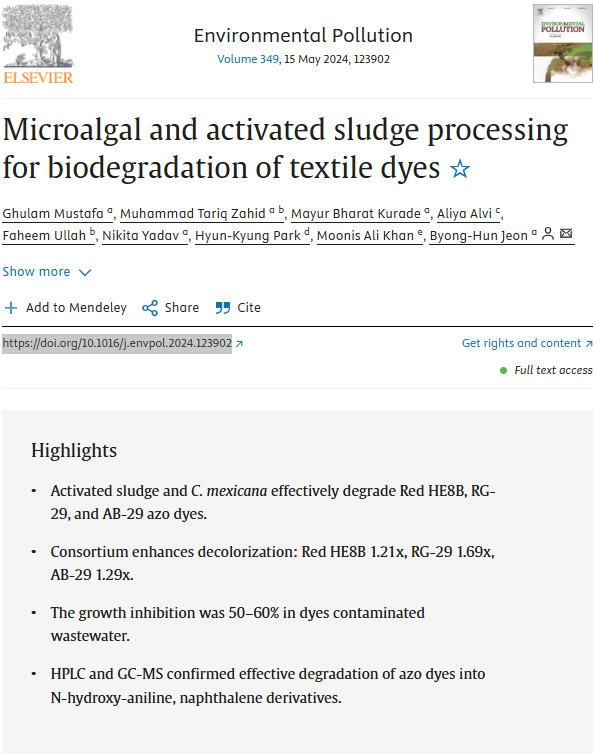 ELSEVIER
Environmental Pollution
Volume 349, 15 May 2024, 123902
ENVIRONMENTAL
POLLUTION
Microalgal and activated sludge processing
for biodegradation of textile dyes
Ghulam Mustafa a, Muhammad Tariq Zahid a b, Mayur Bharat Kurade a, Aliya Alvi c,
Faheem Ullah b, Nikita Yadav a, Hyun-Kyung Park d, Moonis Ali Khan e, Byong-Hun Jeon a
Show more
Add to Mendeley Share Cite
https://doi.org/10.1016/j.envpol.2024.123902
Get rights and content
Full text access
Highlights
• Activated sludge and C. mexicana effectively degrade Red HE8B, RG-
29, and AB-29 azo dyes.
• Consortium enhances decolorization: Red HE8B 1.21x, RG-29 1.69x,
AB-29 1.29x.
• The growth inhibition was 50–60% in dyes contaminated
wastewater.
• HPLC and GC-MS confirmed effective degradation of azo dyes into
N-hydroxy-aniline, naphthalene derivatives.